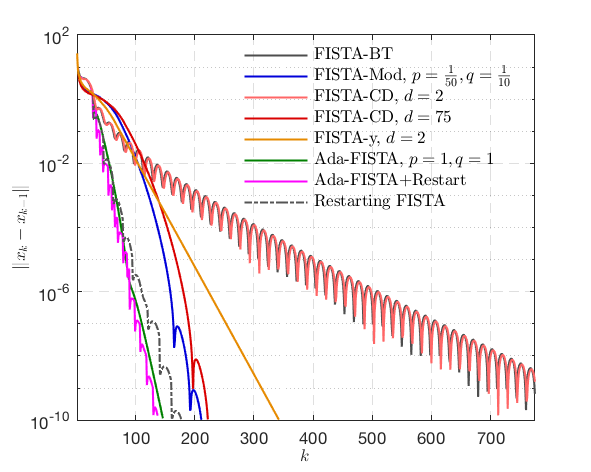 10^2
FISTA-BT
FISTA-Mod, p = 1/50, q = 1/10
FISTA-CD, d = 2
FISTA-CD, d = 75
FISTA-y, d = 2
Ada-FISTA, p = 1, q = 1
Ada-FISTA+Restart
Restarting FISTA
10^-2
||x_k − x_{k−1}||
10^-6
10^-10
100 200 300 400 500 600 700
k